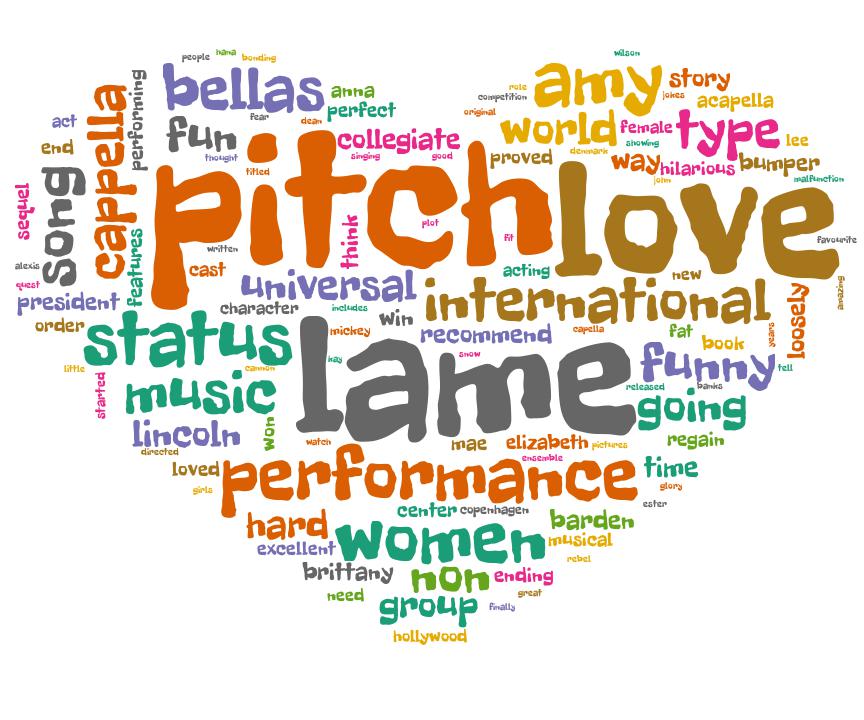 people
hana
bonding
wilson
bellas
anna
perfect
amy
role
jokes
story
competition
acapella
act
cappella
performing
fear
dean
original
world
female
type
lee
end
fun
collegiate
singing
good
showing
thought
titled
proved
denmark
way
hilarious
bumper
john
malfunction
sequel
song
pitch
love
plot
fit
think
written
favourite
alexis
features
cast
acting
new
quest
universal
international
amazing
president
character
includes
win
order
status
mickey
recommend
capella
fat
book
years
loosely
little
kay
cannon
snow
lame
funny
tell
started
music
released
banks
going
lincoln
won
watch
mae
elizabeth
pictures
regain
directed
ensemble
loved
performance
time
girls
glory
center
copenhagen
ester
hard
barden
excellent
women
musical
rebel
brittany
non
ending
need
group
great
finally
hollywood